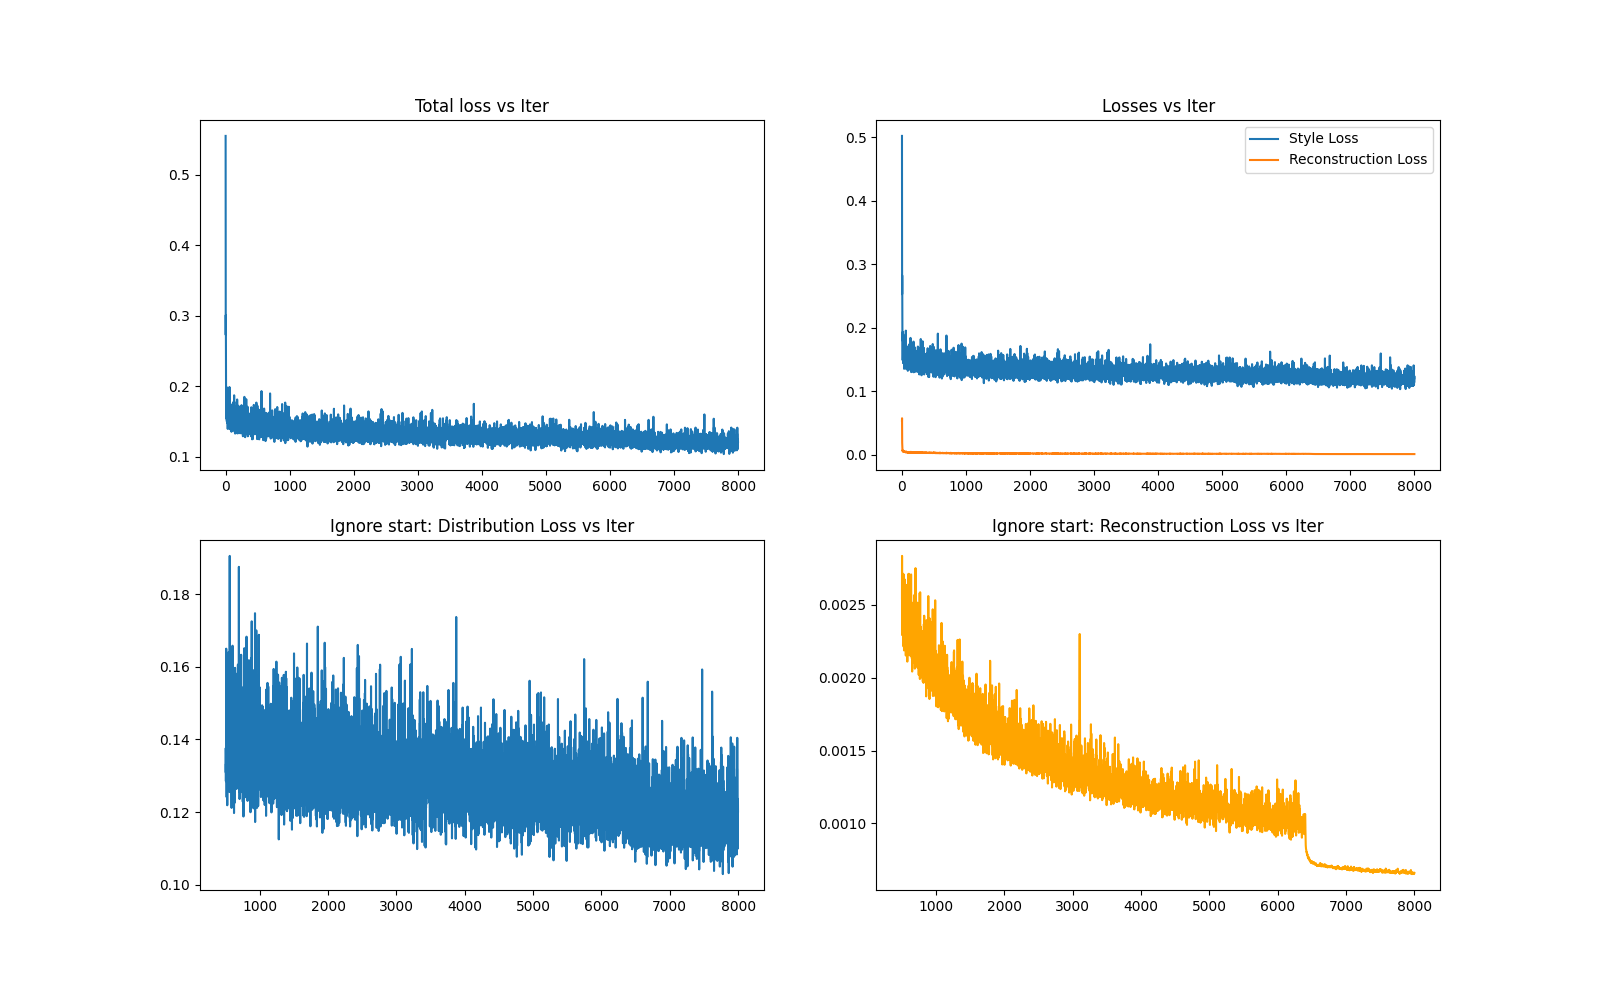 Total loss vs Iter
0.5
0.4
0.3
0.2
0.1
0 1000 2000 3000 4000 5000 6000 7000 8000
Losses vs Iter
Style Loss
Reconstruction Loss
0.5
0.4
0.3
0.2
0.1
0.0
0 1000 2000 3000 4000 5000 6000 7000 8000
Ignore start: Distribution Loss vs Iter
0.18
0.16
0.14
0.12
0.10
1000 2000 3000 4000 5000 6000 7000 8000
Ignore start: Reconstruction Loss vs Iter
0.0025
0.0020
0.0015
0.0010
1000 2000 3000 4000 5000 6000 7000 8000